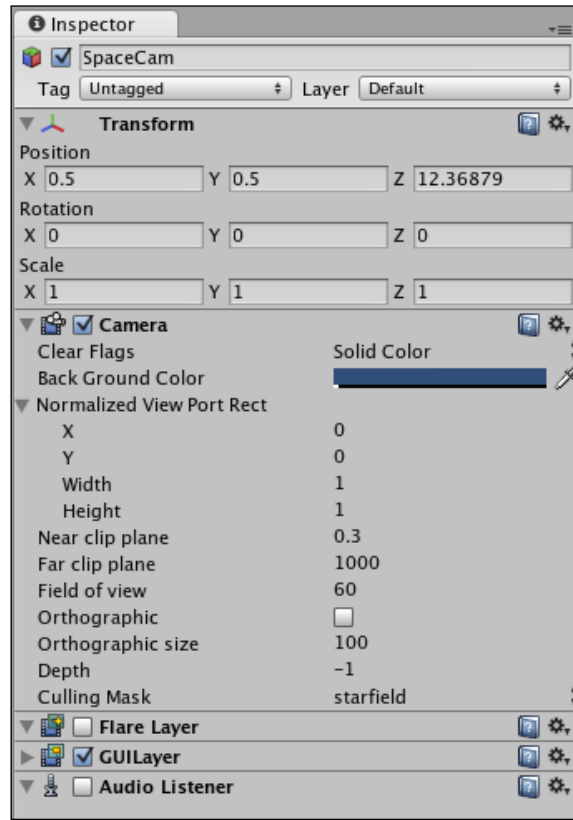 Inspector
SpaceCam
Tag Untagged Layer Default
Transform
Position
X 0.5 Y 0.5 Z 12.36879
Rotation
X 0 Y 0 Z 0
Scale
X 1 Y 1 Z 1
Camera
Clear Flags Solid Color
Back Ground Color
Normalized View Port Rect
X 0
Y 0
Width 1
Height 1
Near clip plane 0.3
Far clip plane 1000
Field of view 60
Orthographic
Orthographic size 100
Depth -1
Culling Mask starfield
Flare Layer
GUILayer
Audio Listener